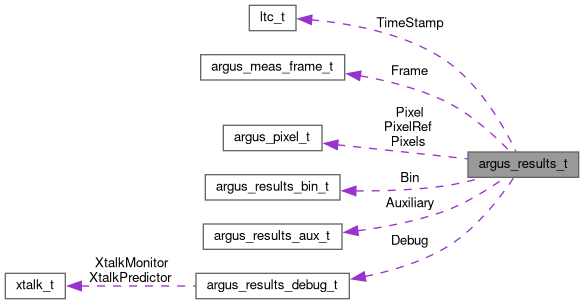 ltc_t
TimeStamp
argus_meas_frame_t
Frame
Pixel
PixelRef
Pixels
argus_pixel_t
argus_results_t
Bin
argus_results_bin_t
Auxiliary
argus_results_aux_t
Debug
XtalkMonitor
XtalkPredictor
xtalk_t
argus_results_debug_t